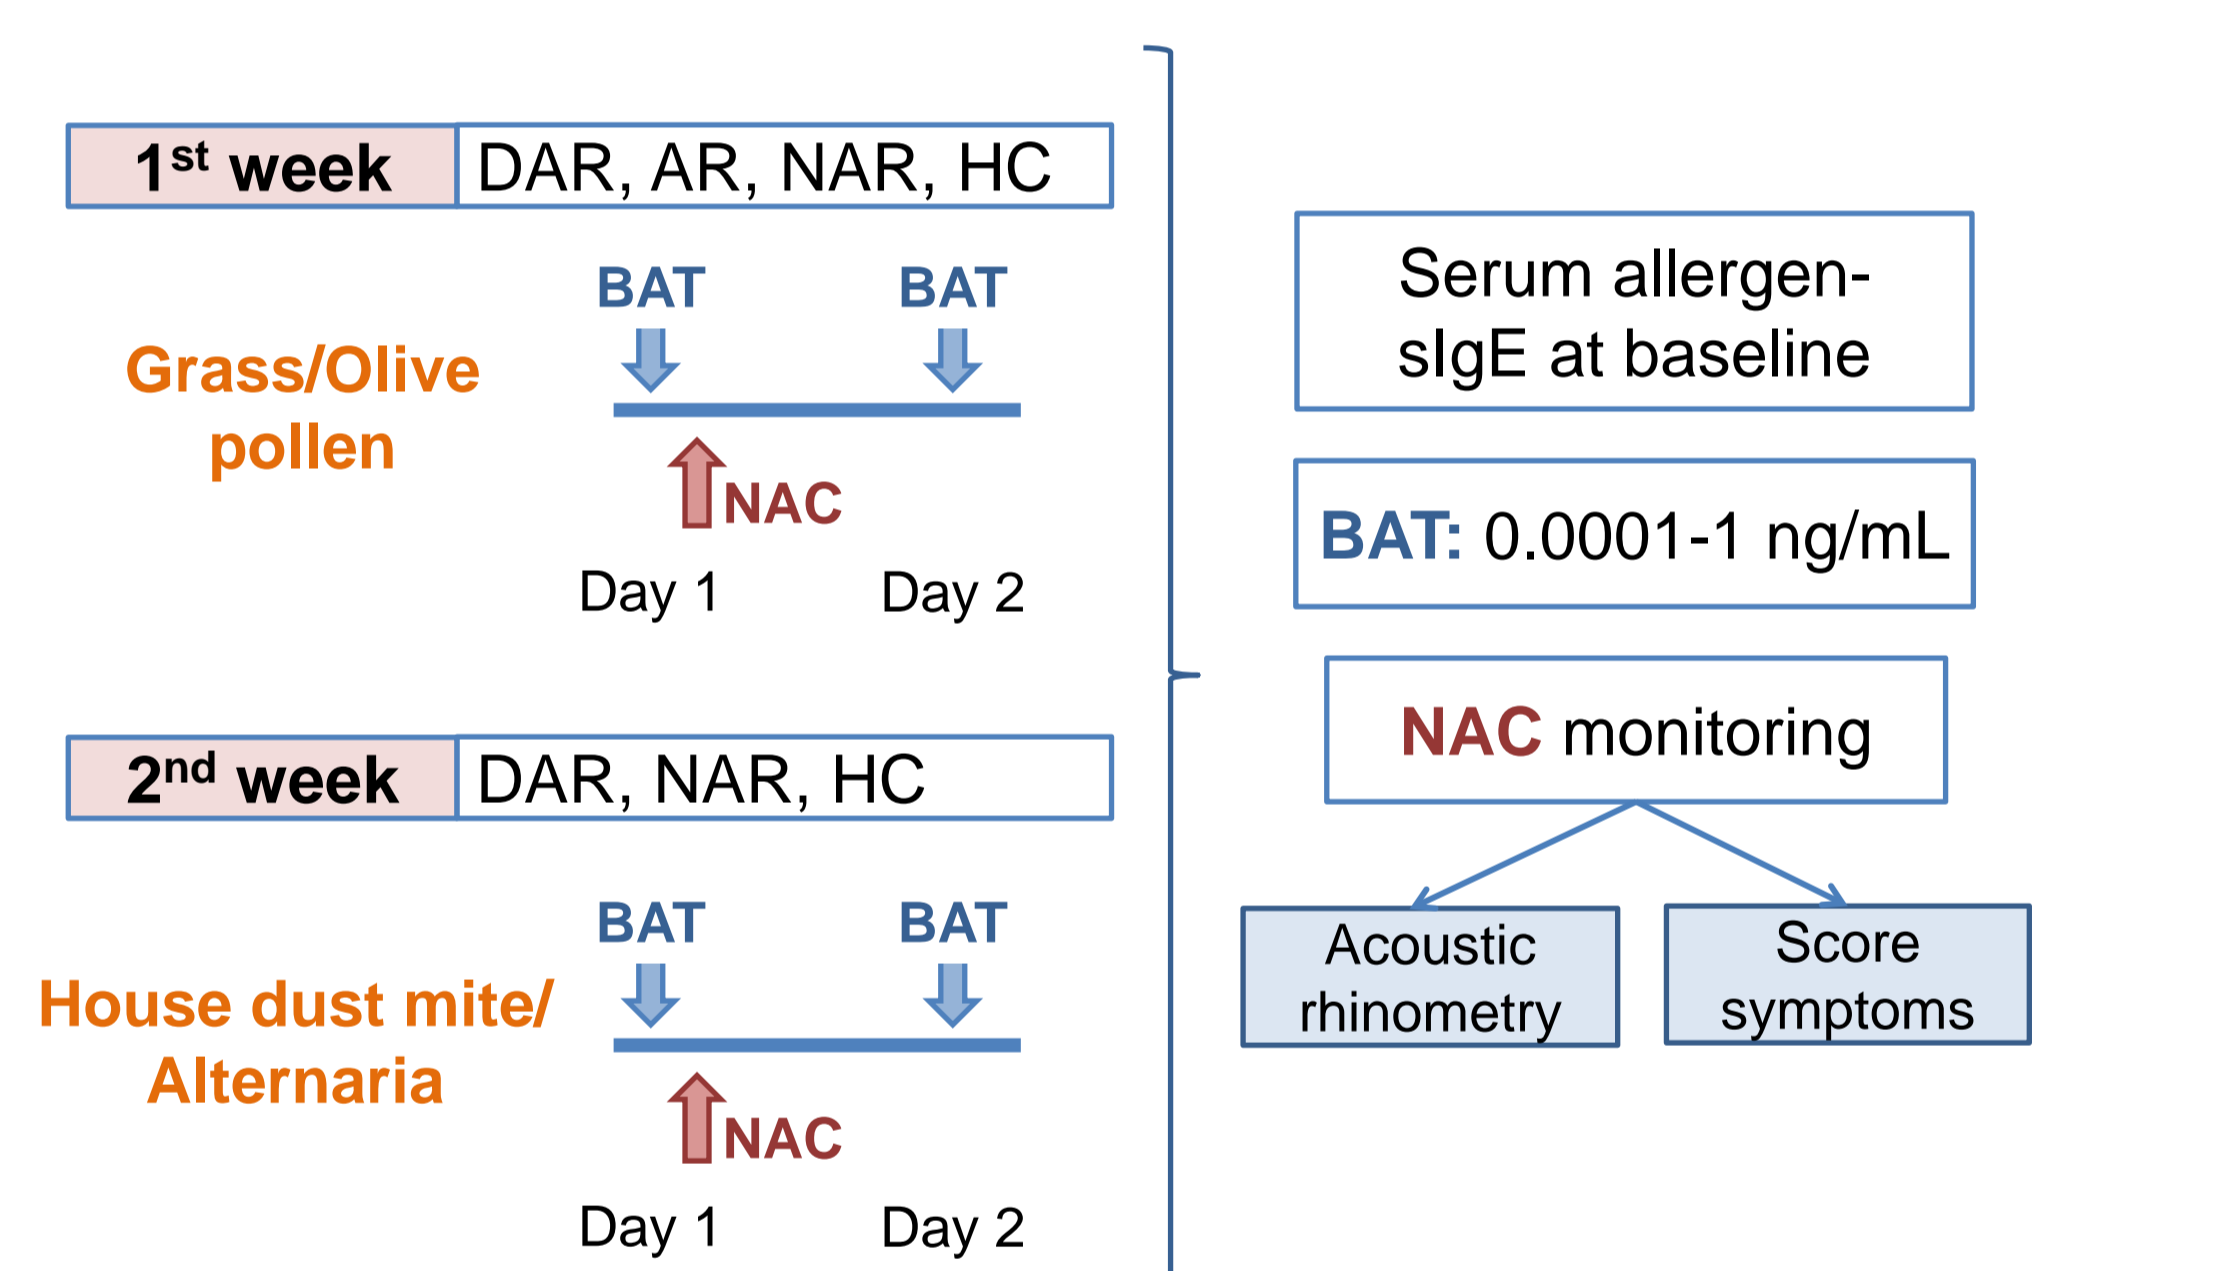 1st week DAR, AR, NAR, HC
BAT BAT
Grass/Olive
pollen
NAC
Day 1 Day 2
2nd week DAR, NAR, HC
BAT BAT
House dust mite/
Alternaria
NAC
Day 1 Day 2
Serum allergen-
sIgE at baseline
BAT: 0.0001-1 ng/mL
NAC monitoring
Acoustic
rhinometry
Score
symptoms